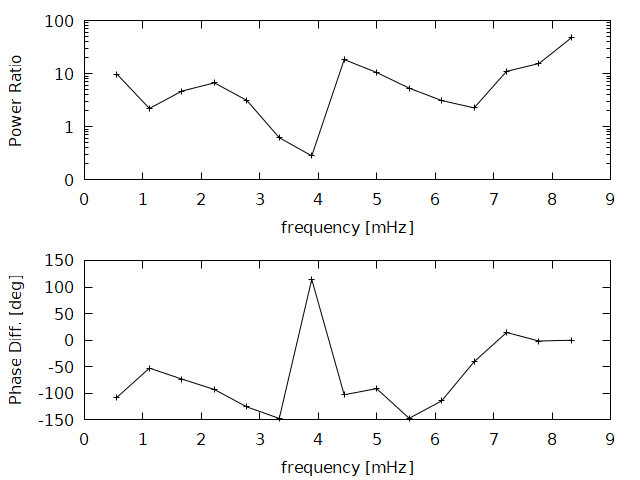 100
10
1
0
Power Ratio
0 1 2 3 4 5 6 7 8 9
frequency [mHz]
150
100
50
0
-50
-100
-150
Phase Diff. [deg]
0 1 2 3 4 5 6 7 8 9
frequency [mHz]